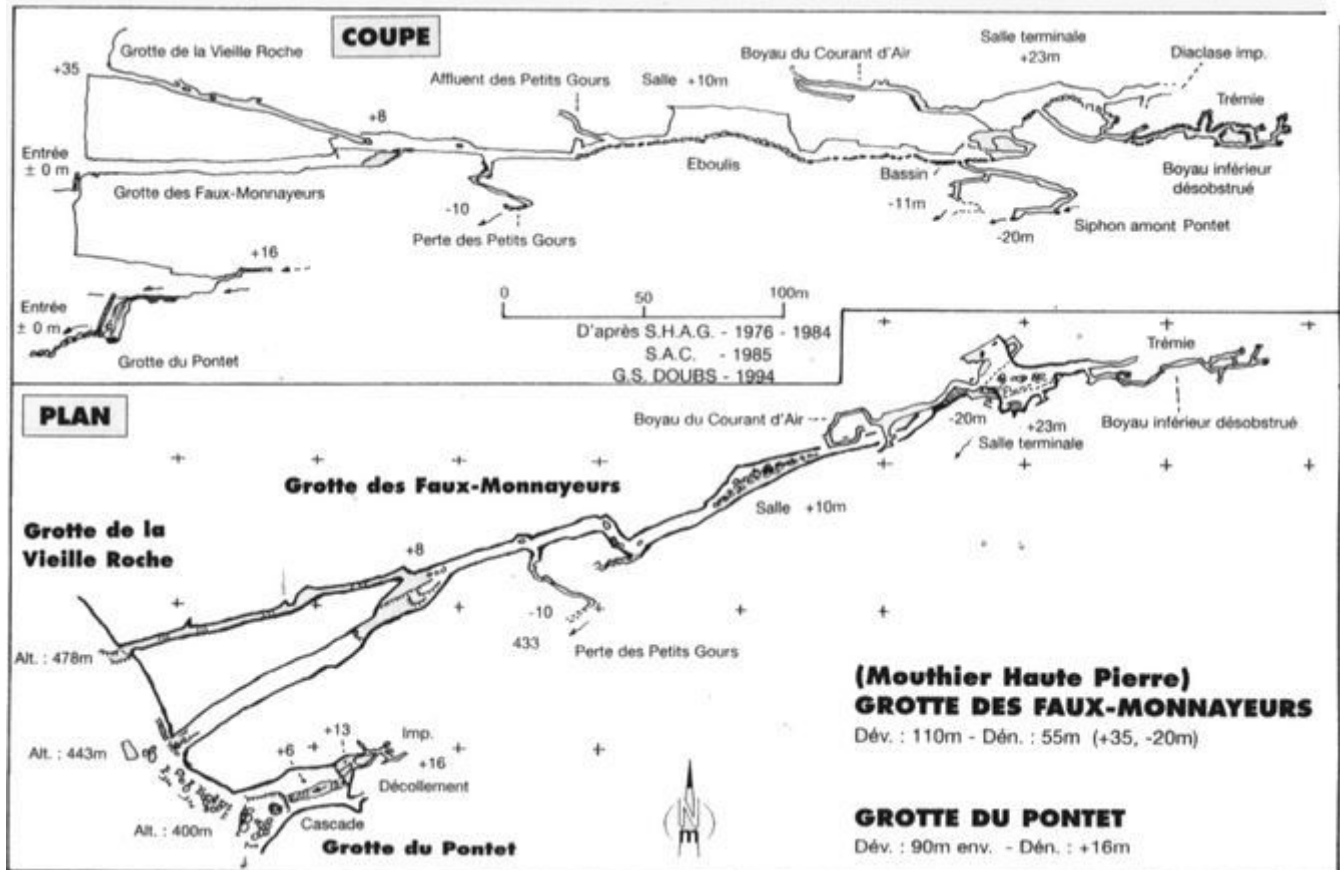 COUPE
Grotte de la Vieille Roche
+35
+8
Affluent des Petits Gours
Salle +10m
Boyau du Courant d'Air
Salle terminale
+23m
Diaclase imp.
Trémie
Entrée
± 0 m
Grotte des Faux-Monnayeurs
Eboulis
Bassin
Boyau inférieur
désobstrué
-10
Perte des Petits Gours
-11m
-20m
Siphon amont Pontet
+16
Entrée
± 0 m
Grotte du Pontet
0 50 100m
D'après S.H.A.G. - 1976 - 1984
S.A.C. - 1985
G.S. DOUBS - 1994
PLAN
Trémie
Boyau du Courant d'Air
-20m
+23m
Salle terminale
Boyau inférieur désobstrué
Grotte des Faux-Monnayeurs
Salle +10m
Grotte de la
Vieille Roche
+8
-10
433
Perte des Petits Gours
Alt. : 478m
Alt. : 443m
+6
+13
Imp.
+16
Décollement
Alt. : 400m
Cascade
Grotte du Pontet
N
m
(Mouthier Haute Pierre)
GROTTE DES FAUX-MONNAYEURS
Dév. : 110m - Dén. : 55m (+35, -20m)
GROTTE DU PONTET
Dév. : 90m env. - Dén. : +16m